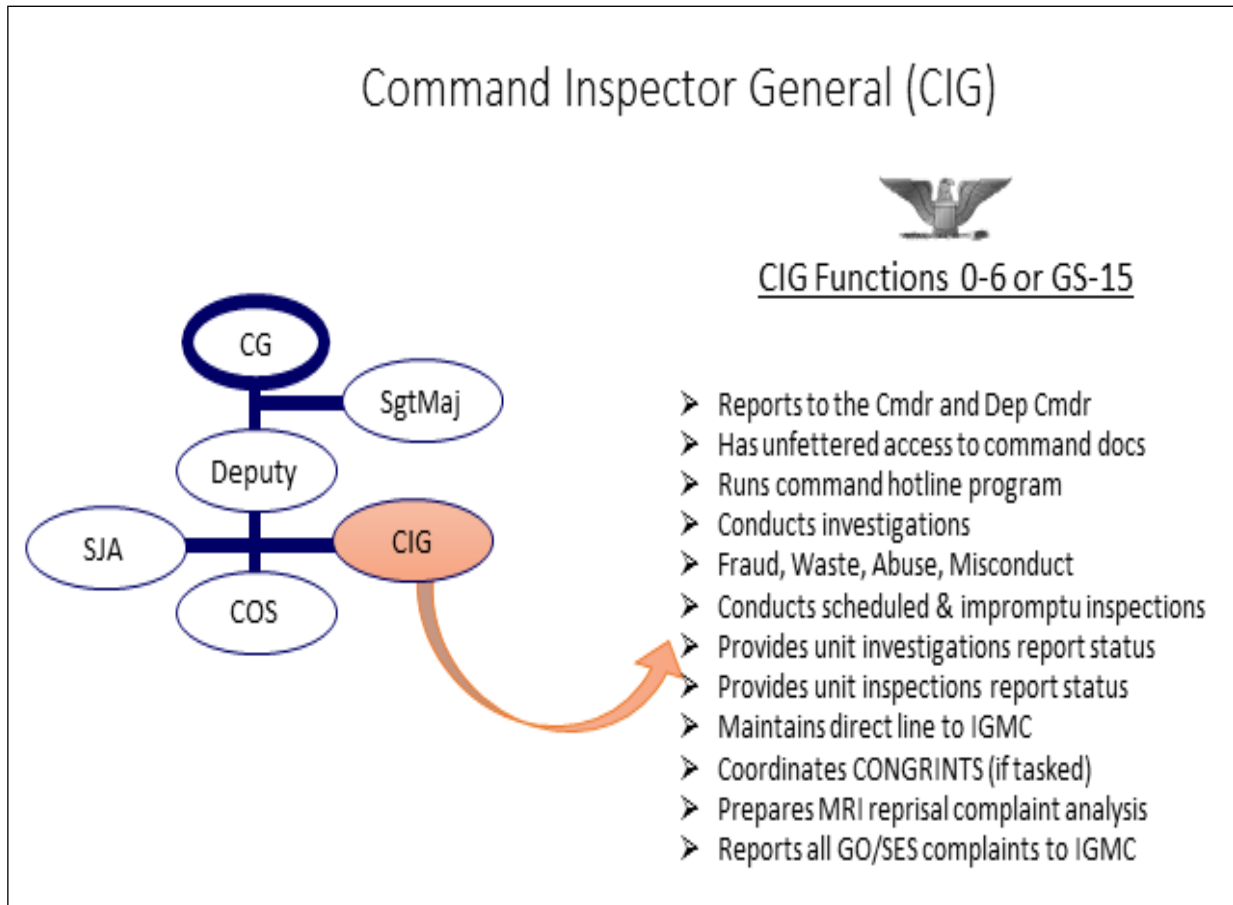 Command Inspector General (CIG)
CIG Functions 0-6 or GS-15
CG
SgtMaj
Deputy
SJA
CIG
COS
➢ Reports to the Cmdr and Dep Cmdr
➢ Has unfettered access to command docs
➢ Runs command hotline program
➢ Conducts investigations
➢ Fraud, Waste, Abuse, Misconduct
➢ Conducts scheduled & impromptu inspections
➢ Provides unit investigations report status
➢ Provides unit inspections report status
➢ Maintains direct line to IGMC
➢ Coordinates CONGRINTS (if tasked)
➢ Prepares MRI reprisal complaint analysis
➢ Reports all GO/SES complaints to IGMC